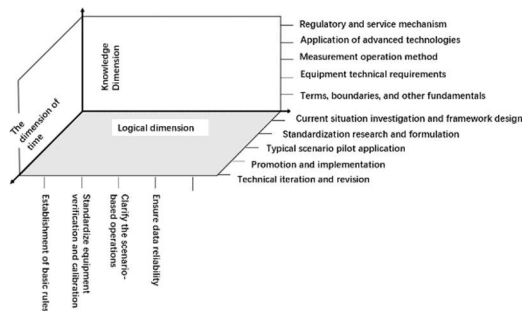 Regulatory and service mechanism
Application of advanced technologies
Measurement operation method
Equipment technical requirements
Terms, boundaries, and other fundamentals
Knowledge
Dimension
The
dimension of
time
Logical dimension
Current situation investigation and framework design
Standardization research and formulation
Typical scenario pilot application
Promotion and implementation
Technical iteration and revision
Establishment of basic rules
Standardize equipment
verification and calibration
Clarify the scenario-
based operations
Ensure data reliability